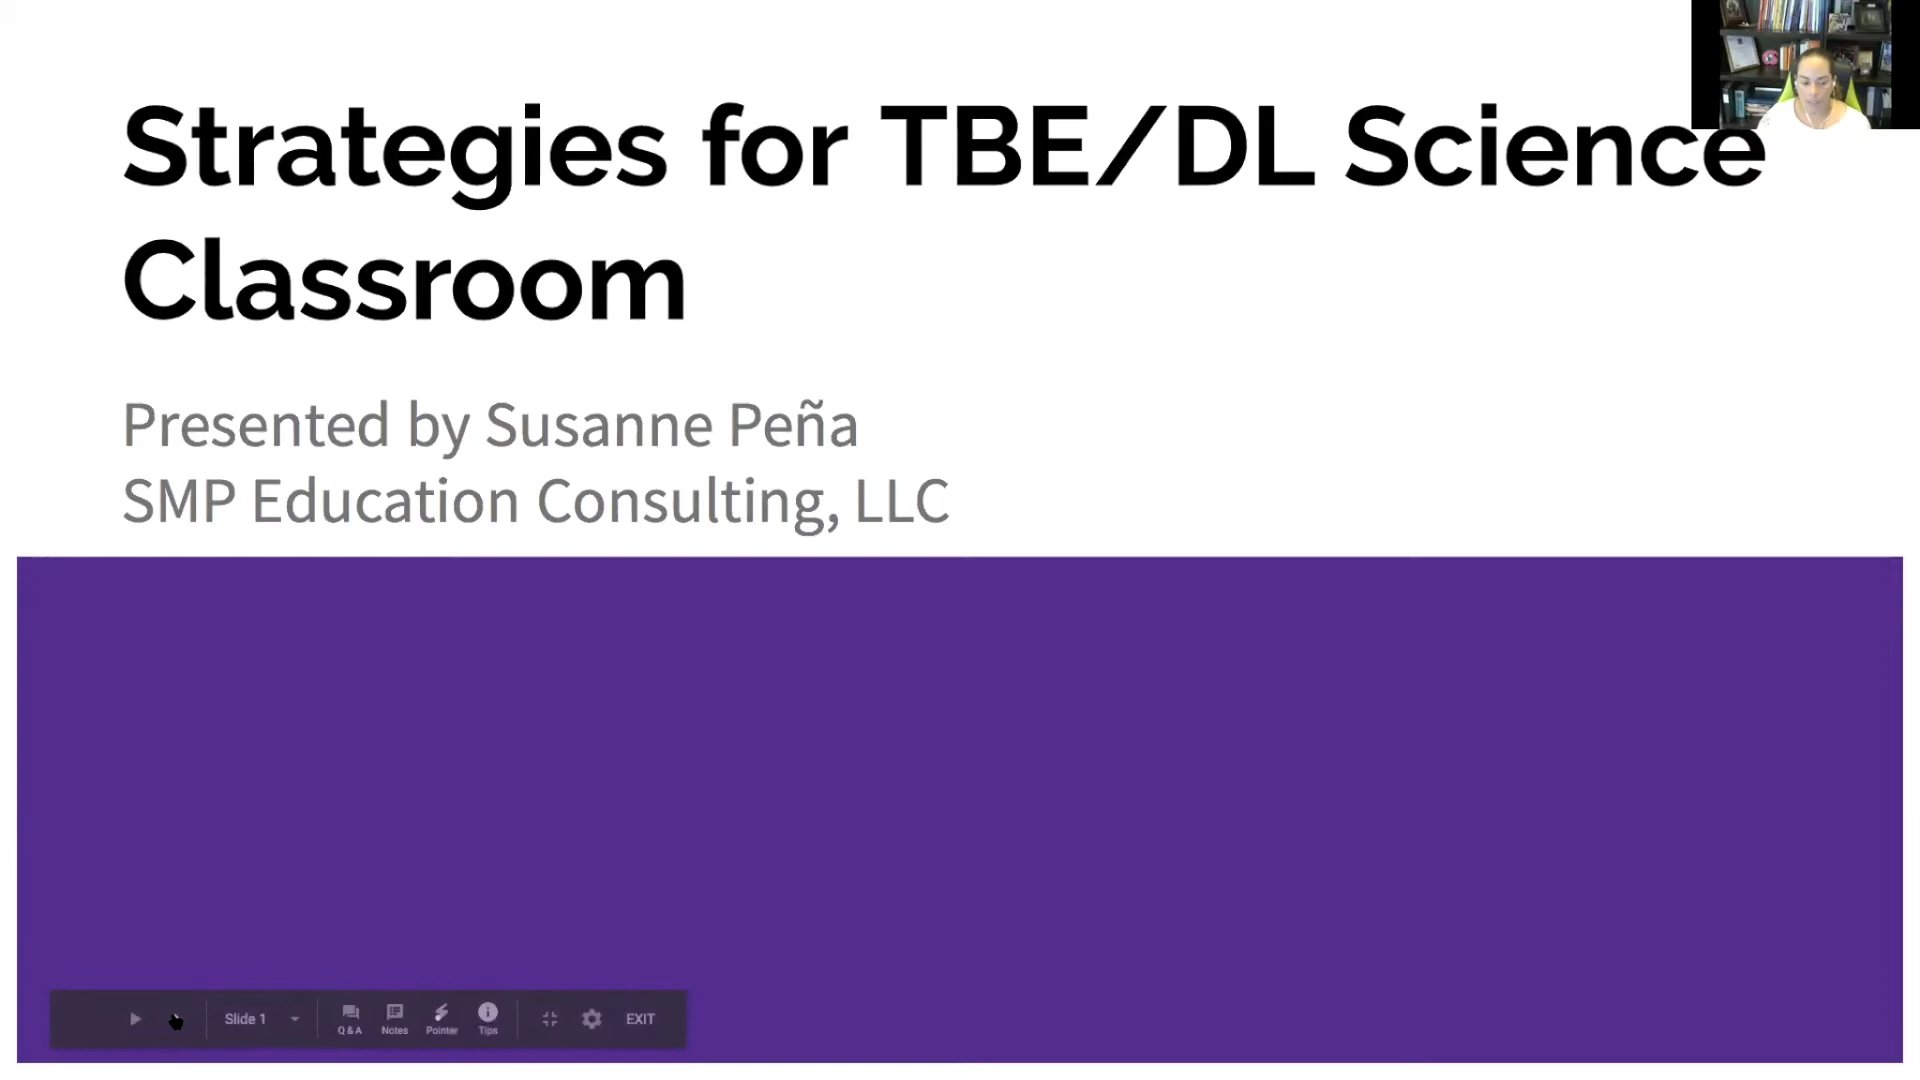 Strategies for TBE/DL Science
Classroom
Presented by Susanne Peña
SMP Education Consulting, LLC
Slide 1
Q & A
Notes
Pointer
Tips
EXIT